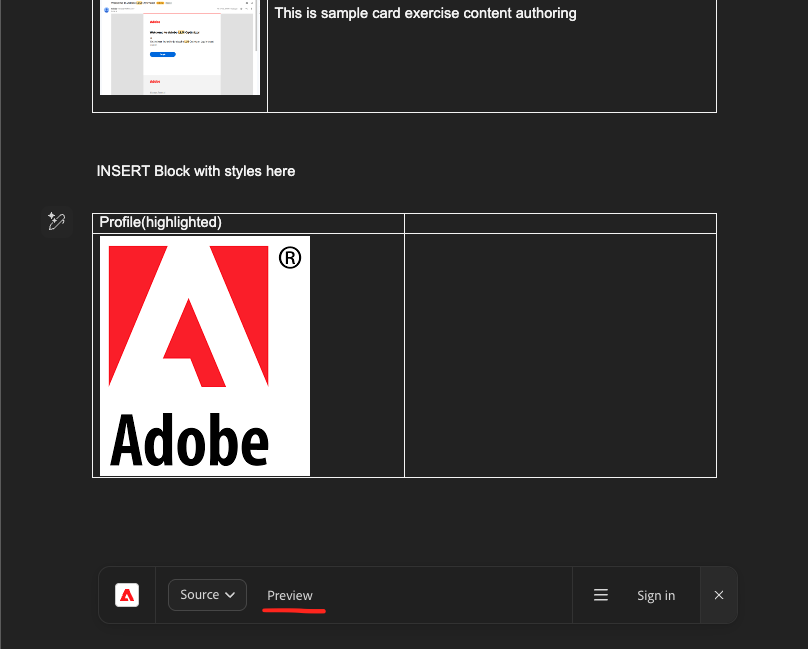 This is sample card exercise content authoring
INSERT Block with styles here
Profile(highlighted)
®
Adobe
Source
Preview
Sign in